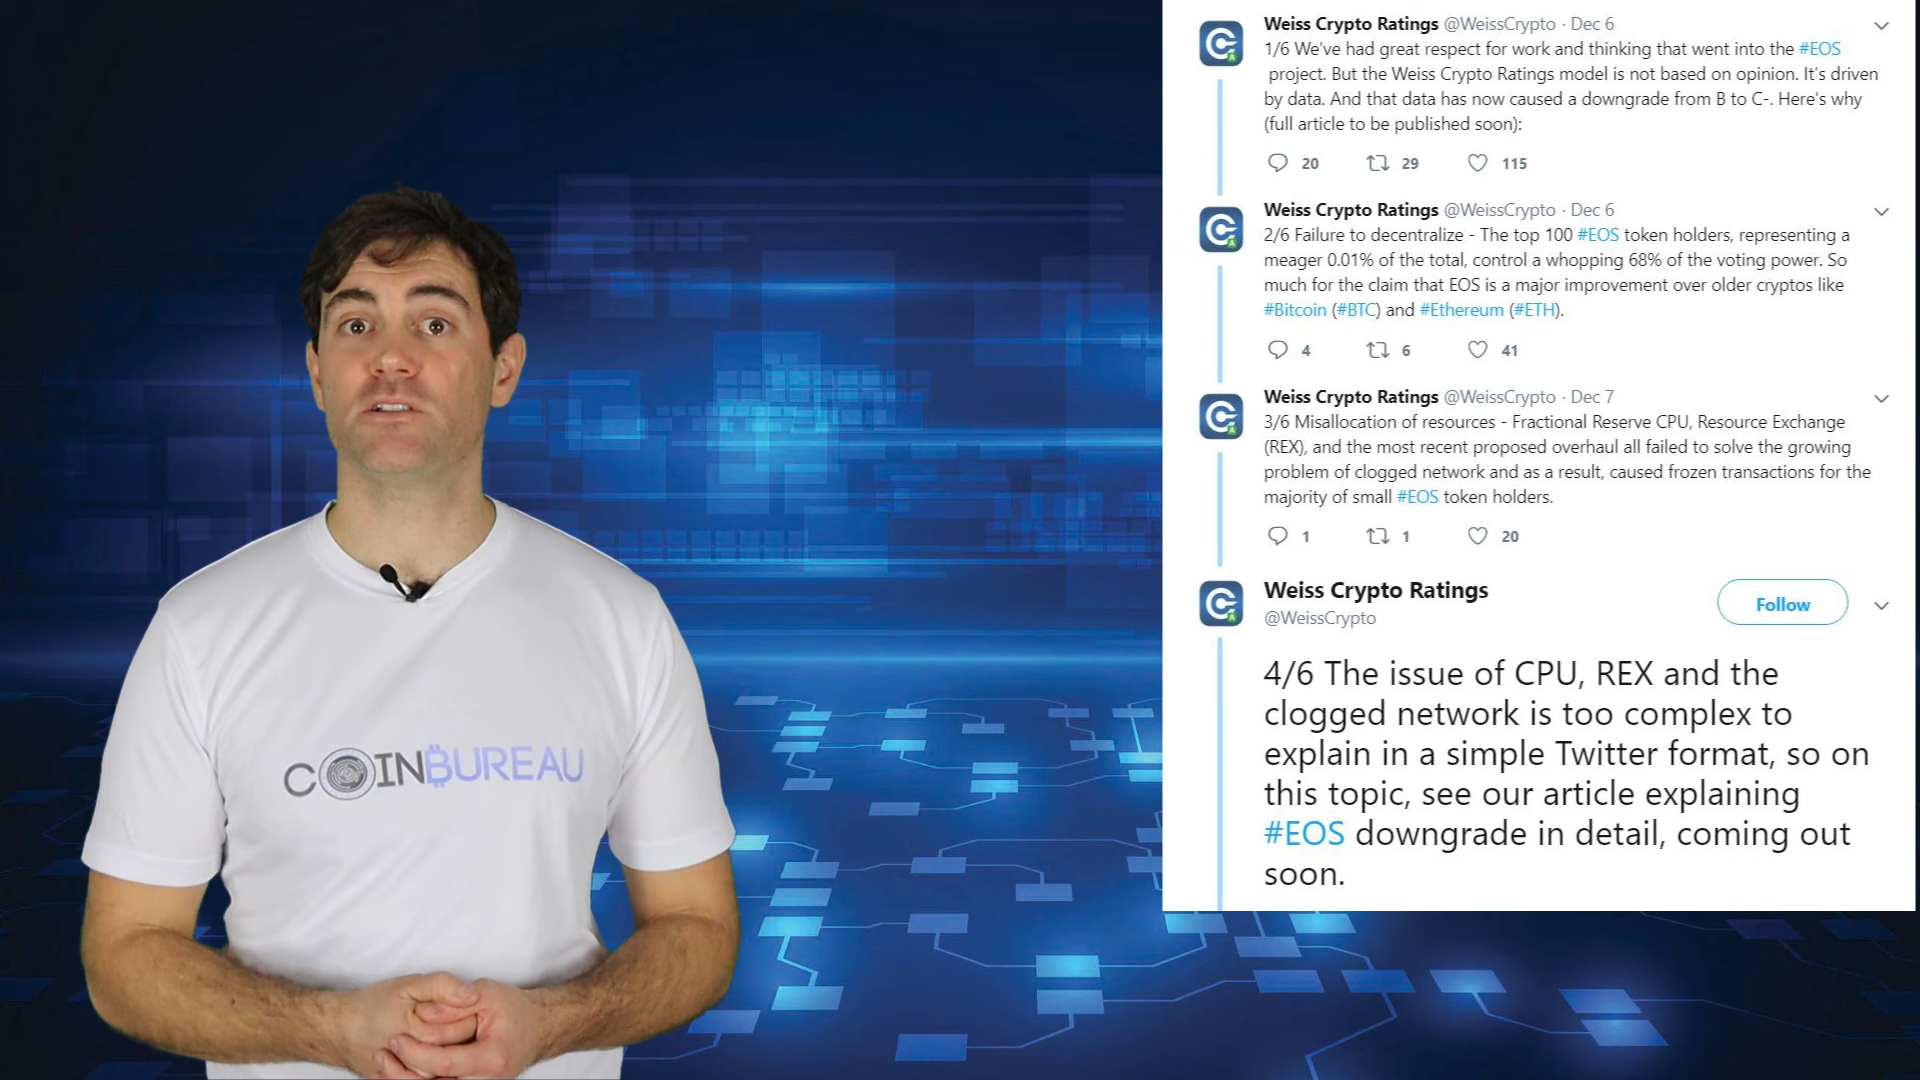 Weiss Crypto Ratings @WeissCrypto · Dec 6
1/6 We've had great respect for work and thinking that went into the #EOS
project. But the Weiss Crypto Ratings model is not based on opinion. It's driven
by data. And that data has now caused a downgrade from B to C-. Here's why
(full article to be published soon):
20 29 115
Weiss Crypto Ratings @WeissCrypto · Dec 6
2/6 Failure to decentralize - The top 100 #EOS token holders, representing a
meager 0.01% of the total, control a whopping 68% of the voting power. So
much for the claim that EOS is a major improvement over older cryptos like
#Bitcoin (#BTC) and #Ethereum (#ETH).
4 6 41
Weiss Crypto Ratings @WeissCrypto · Dec 7
3/6 Misallocation of resources - Fractional Reserve CPU, Resource Exchange
(REX), and the most recent proposed overhaul all failed to solve the growing
problem of clogged network and as a result, caused frozen transactions for the
majority of small #EOS token holders.
1 1 20
Weiss Crypto Ratings
@WeissCrypto
Follow
4/6 The issue of CPU, REX and the
clogged network is too complex to
explain in a simple Twitter format, so on
this topic, see our article explaining
#EOS downgrade in detail, coming out
soon.
COINBUREAU